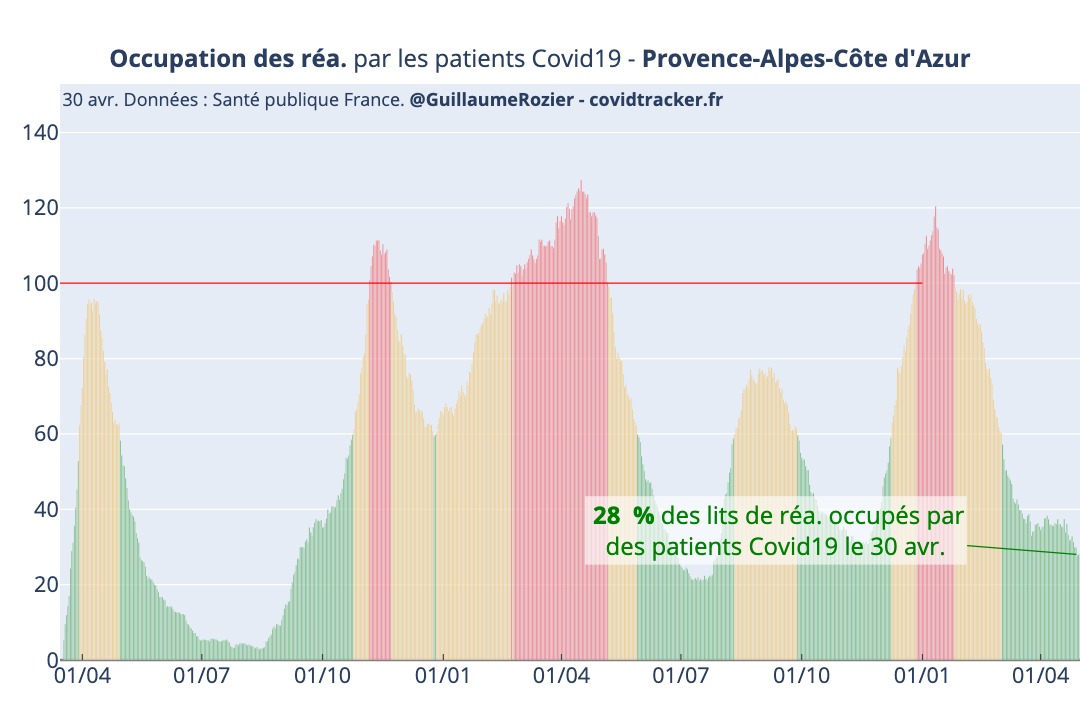 Occupation des réa. par les patients Covid19 - Provence-Alpes-Côte d'Azur
30 avr. Données : Santé publique France. @GuillaumeRozier - covidtracker.fr
140
120
100
80
60
40
20
0
28 % des lits de réa. occupés par
des patients Covid19 le 30 avr.
01/04 01/07 01/10 01/01 01/04 01/07 01/10 01/01 01/04